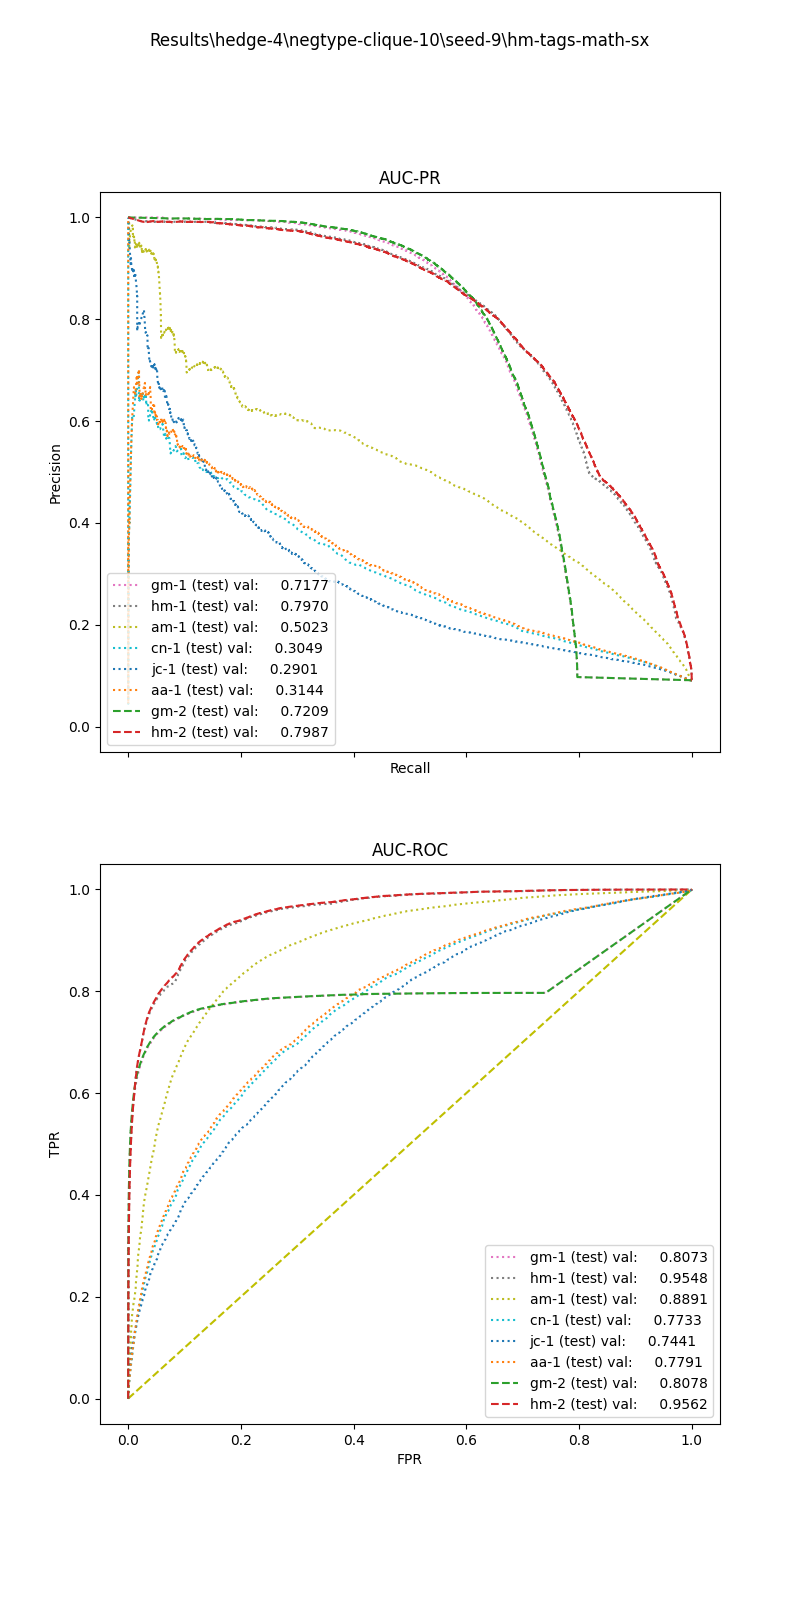 Results\hedge-4\negtype-clique-10\seed-9\hm-tags-math-sx
AUC-PR
1.0
0.8
0.6
0.4
0.2
0.0
Precision
gm-1 (test) val: 0.7177
hm-1 (test) val: 0.7970
am-1 (test) val: 0.5023
cn-1 (test) val: 0.3049
jc-1 (test) val: 0.2901
aa-1 (test) val: 0.3144
gm-2 (test) val: 0.7209
hm-2 (test) val: 0.7987
Recall
AUC-ROC
1.0
0.8
0.6
0.4
0.2
0.0
TPR
gm-1 (test) val: 0.8073
hm-1 (test) val: 0.9548
am-1 (test) val: 0.8891
cn-1 (test) val: 0.7733
jc-1 (test) val: 0.7441
aa-1 (test) val: 0.7791
gm-2 (test) val: 0.8078
hm-2 (test) val: 0.9562
0.0 0.2 0.4 0.6 0.8 1.0
FPR